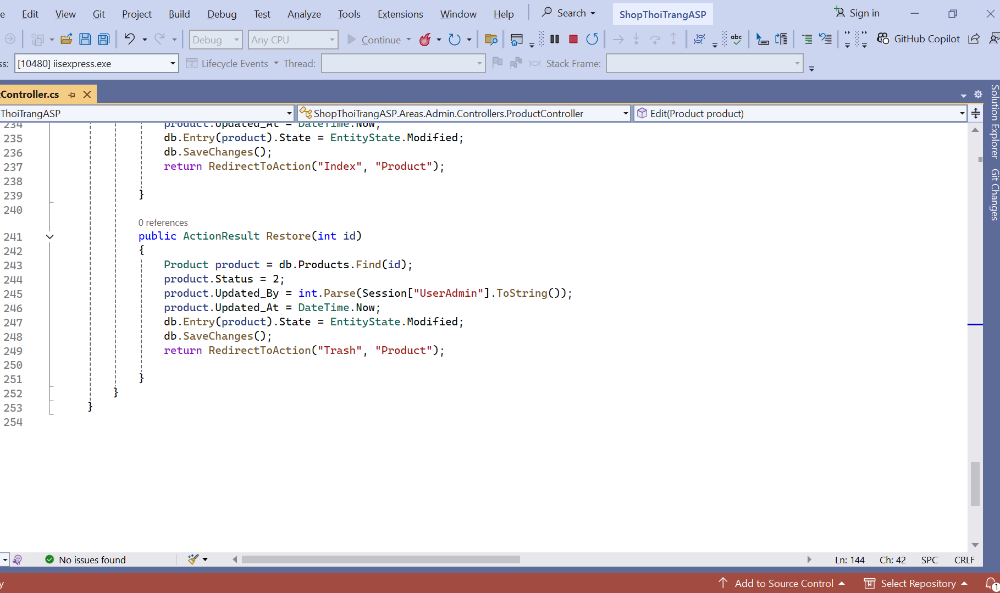 Edit View Git Project Build Debug Test Analyze Tools Extensions Window Help Search ShopThoiTrangASP Sign in
Debug Any CPU Continue abc GitHub Copilot
[10480] iisexpress.exe Lifecycle Events Thread: Stack Frame:
Controller.cs
ThoiTrangASP ShopThoiTrangASP.Areas.Admin.Controllers.ProductController Edit(Product product)
234 product.Updated_At = DateTime.Now;
235 db.Entry(product).State = EntityState.Modified;
236 db.SaveChanges();
237 return RedirectToAction("Index", "Product");
238
239 }
240
0 references
241 public ActionResult Restore(int id)
242 {
243 Product product = db.Products.Find(id);
244 product.Status = 2;
245 product.Updated_By = int.Parse(Session["UserAdmin"].ToString());
246 product.Updated_At = DateTime.Now;
247 db.Entry(product).State = EntityState.Modified;
248 db.SaveChanges();
249 return RedirectToAction("Trash", "Product");
250
251 }
252 }
253 }
254
Solution Explorer
Git Changes
No issues found Ln: 144 Ch: 42 SPC CRLF
Add to Source Control Select Repository 1